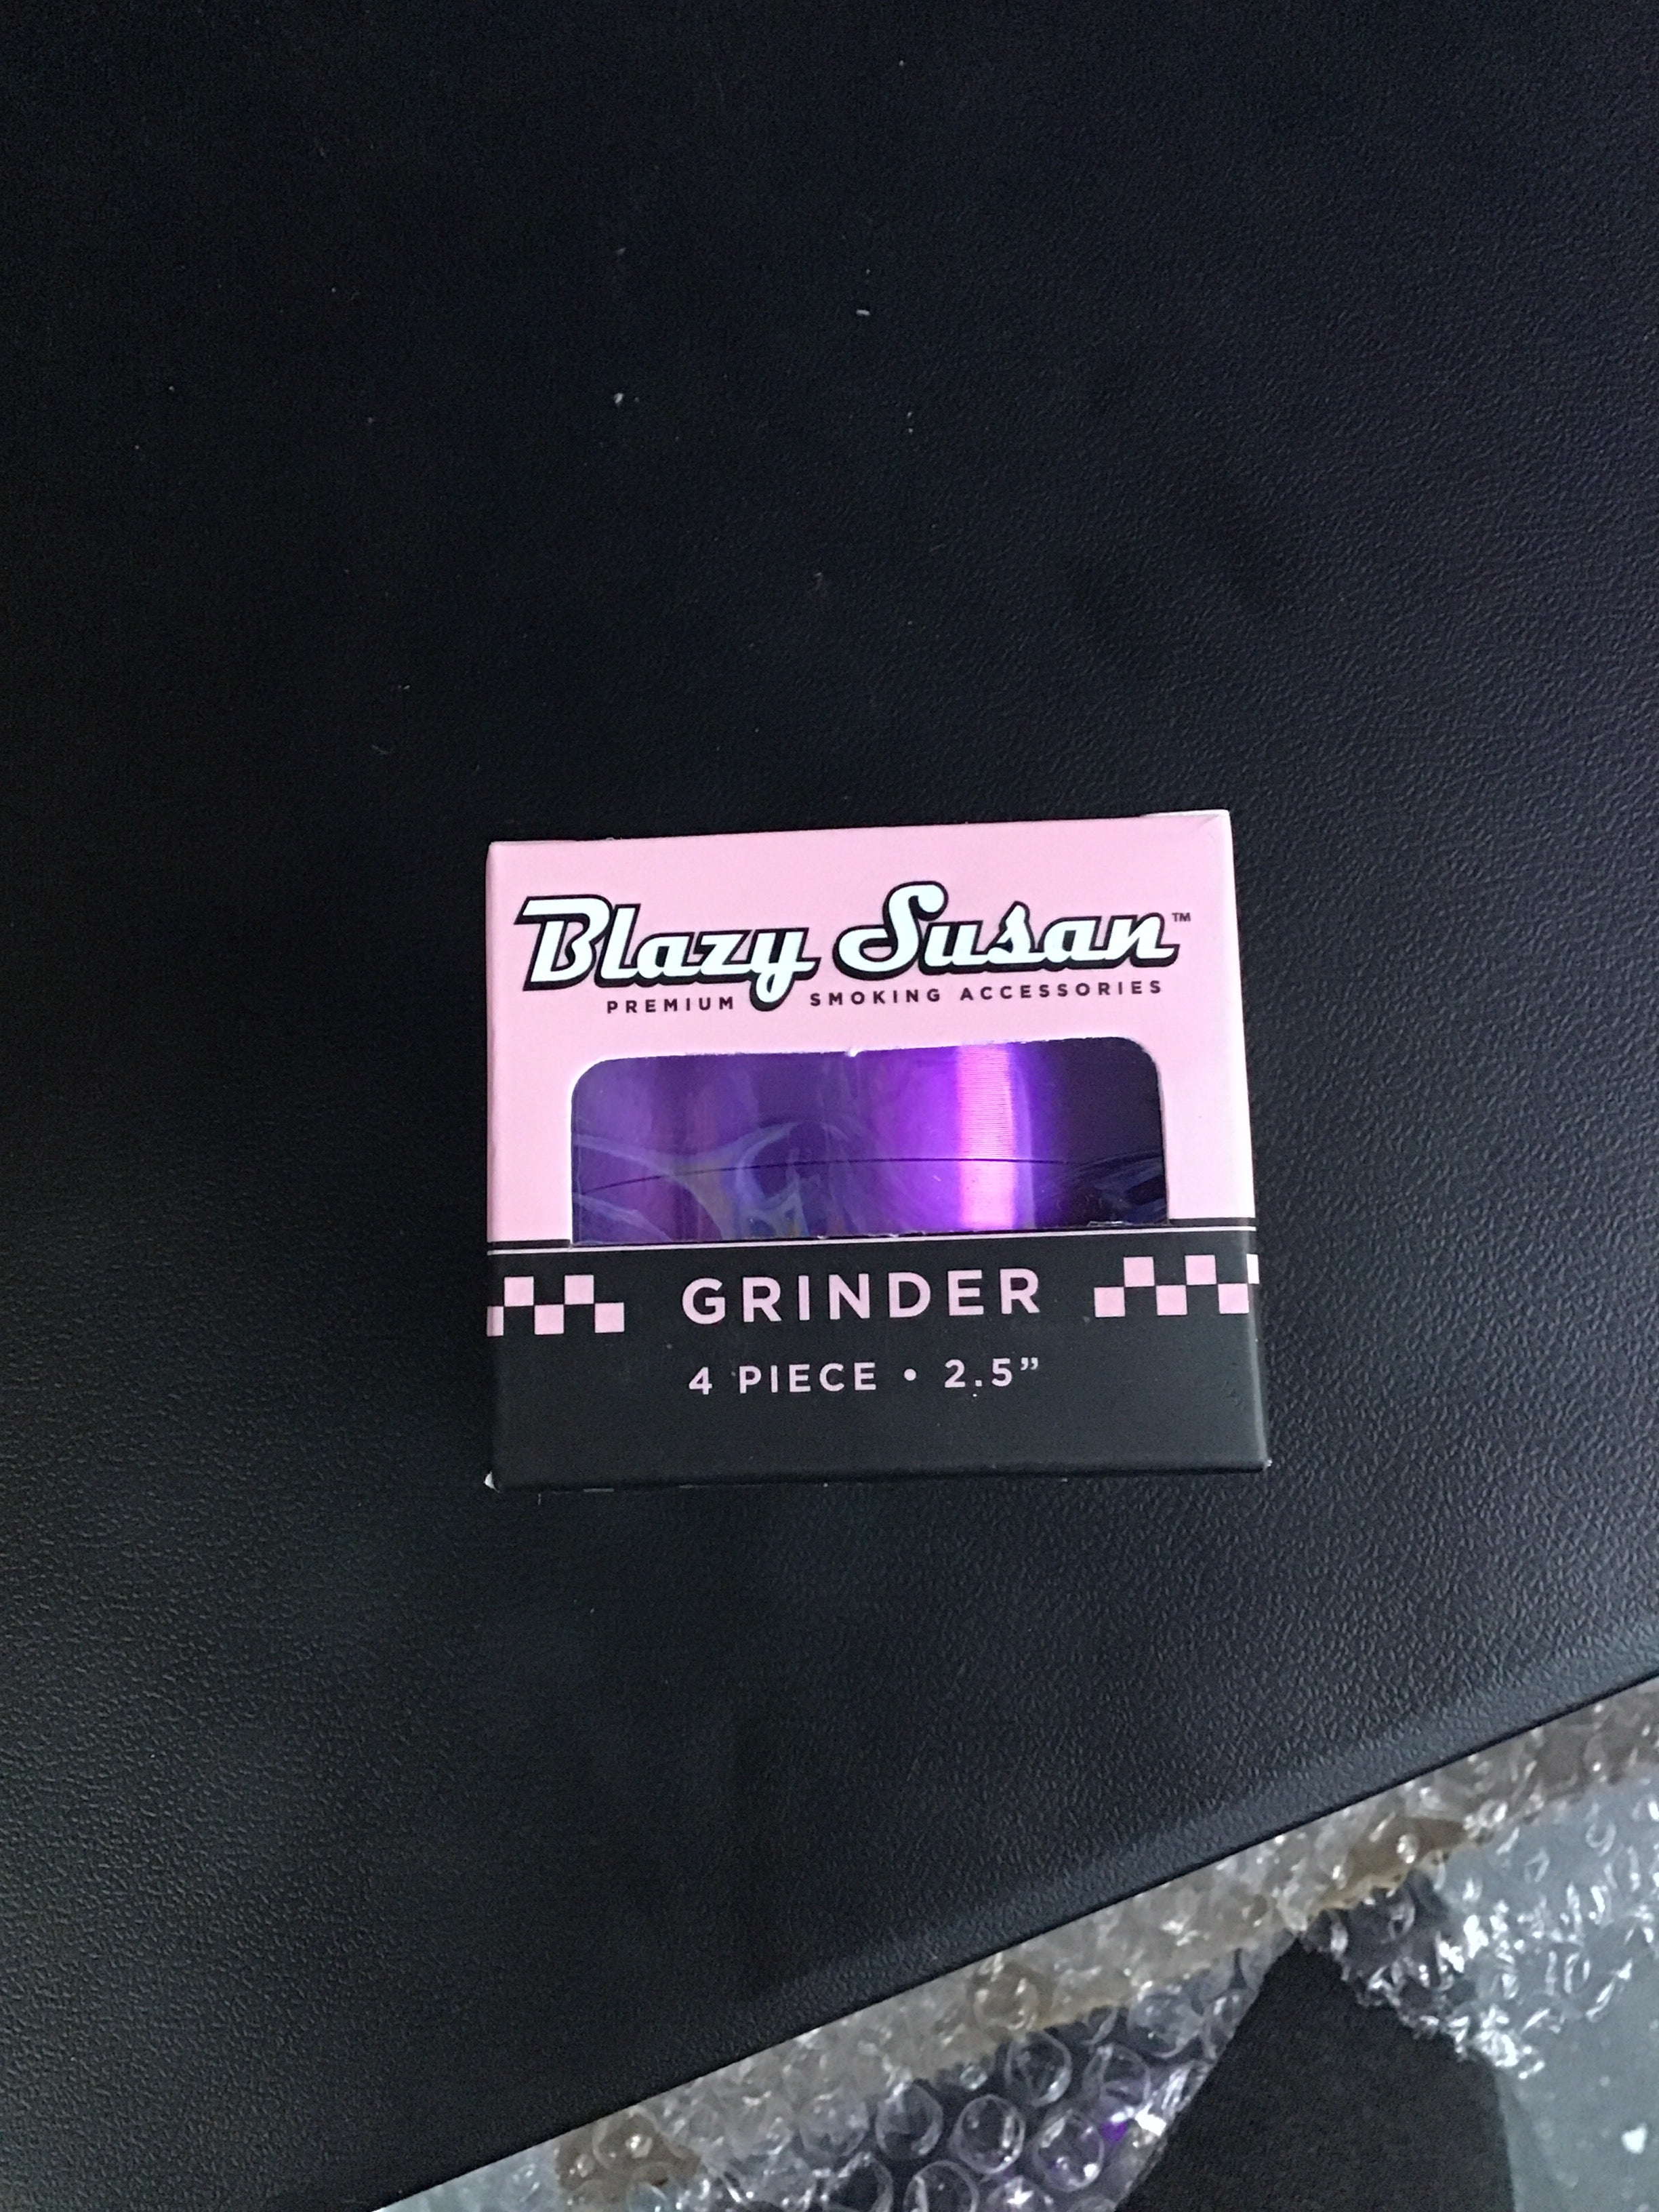 Blazy Susan™
PREMIUM SMOKING ACCESSORIES
GRINDER
4 PIECE • 2.5”